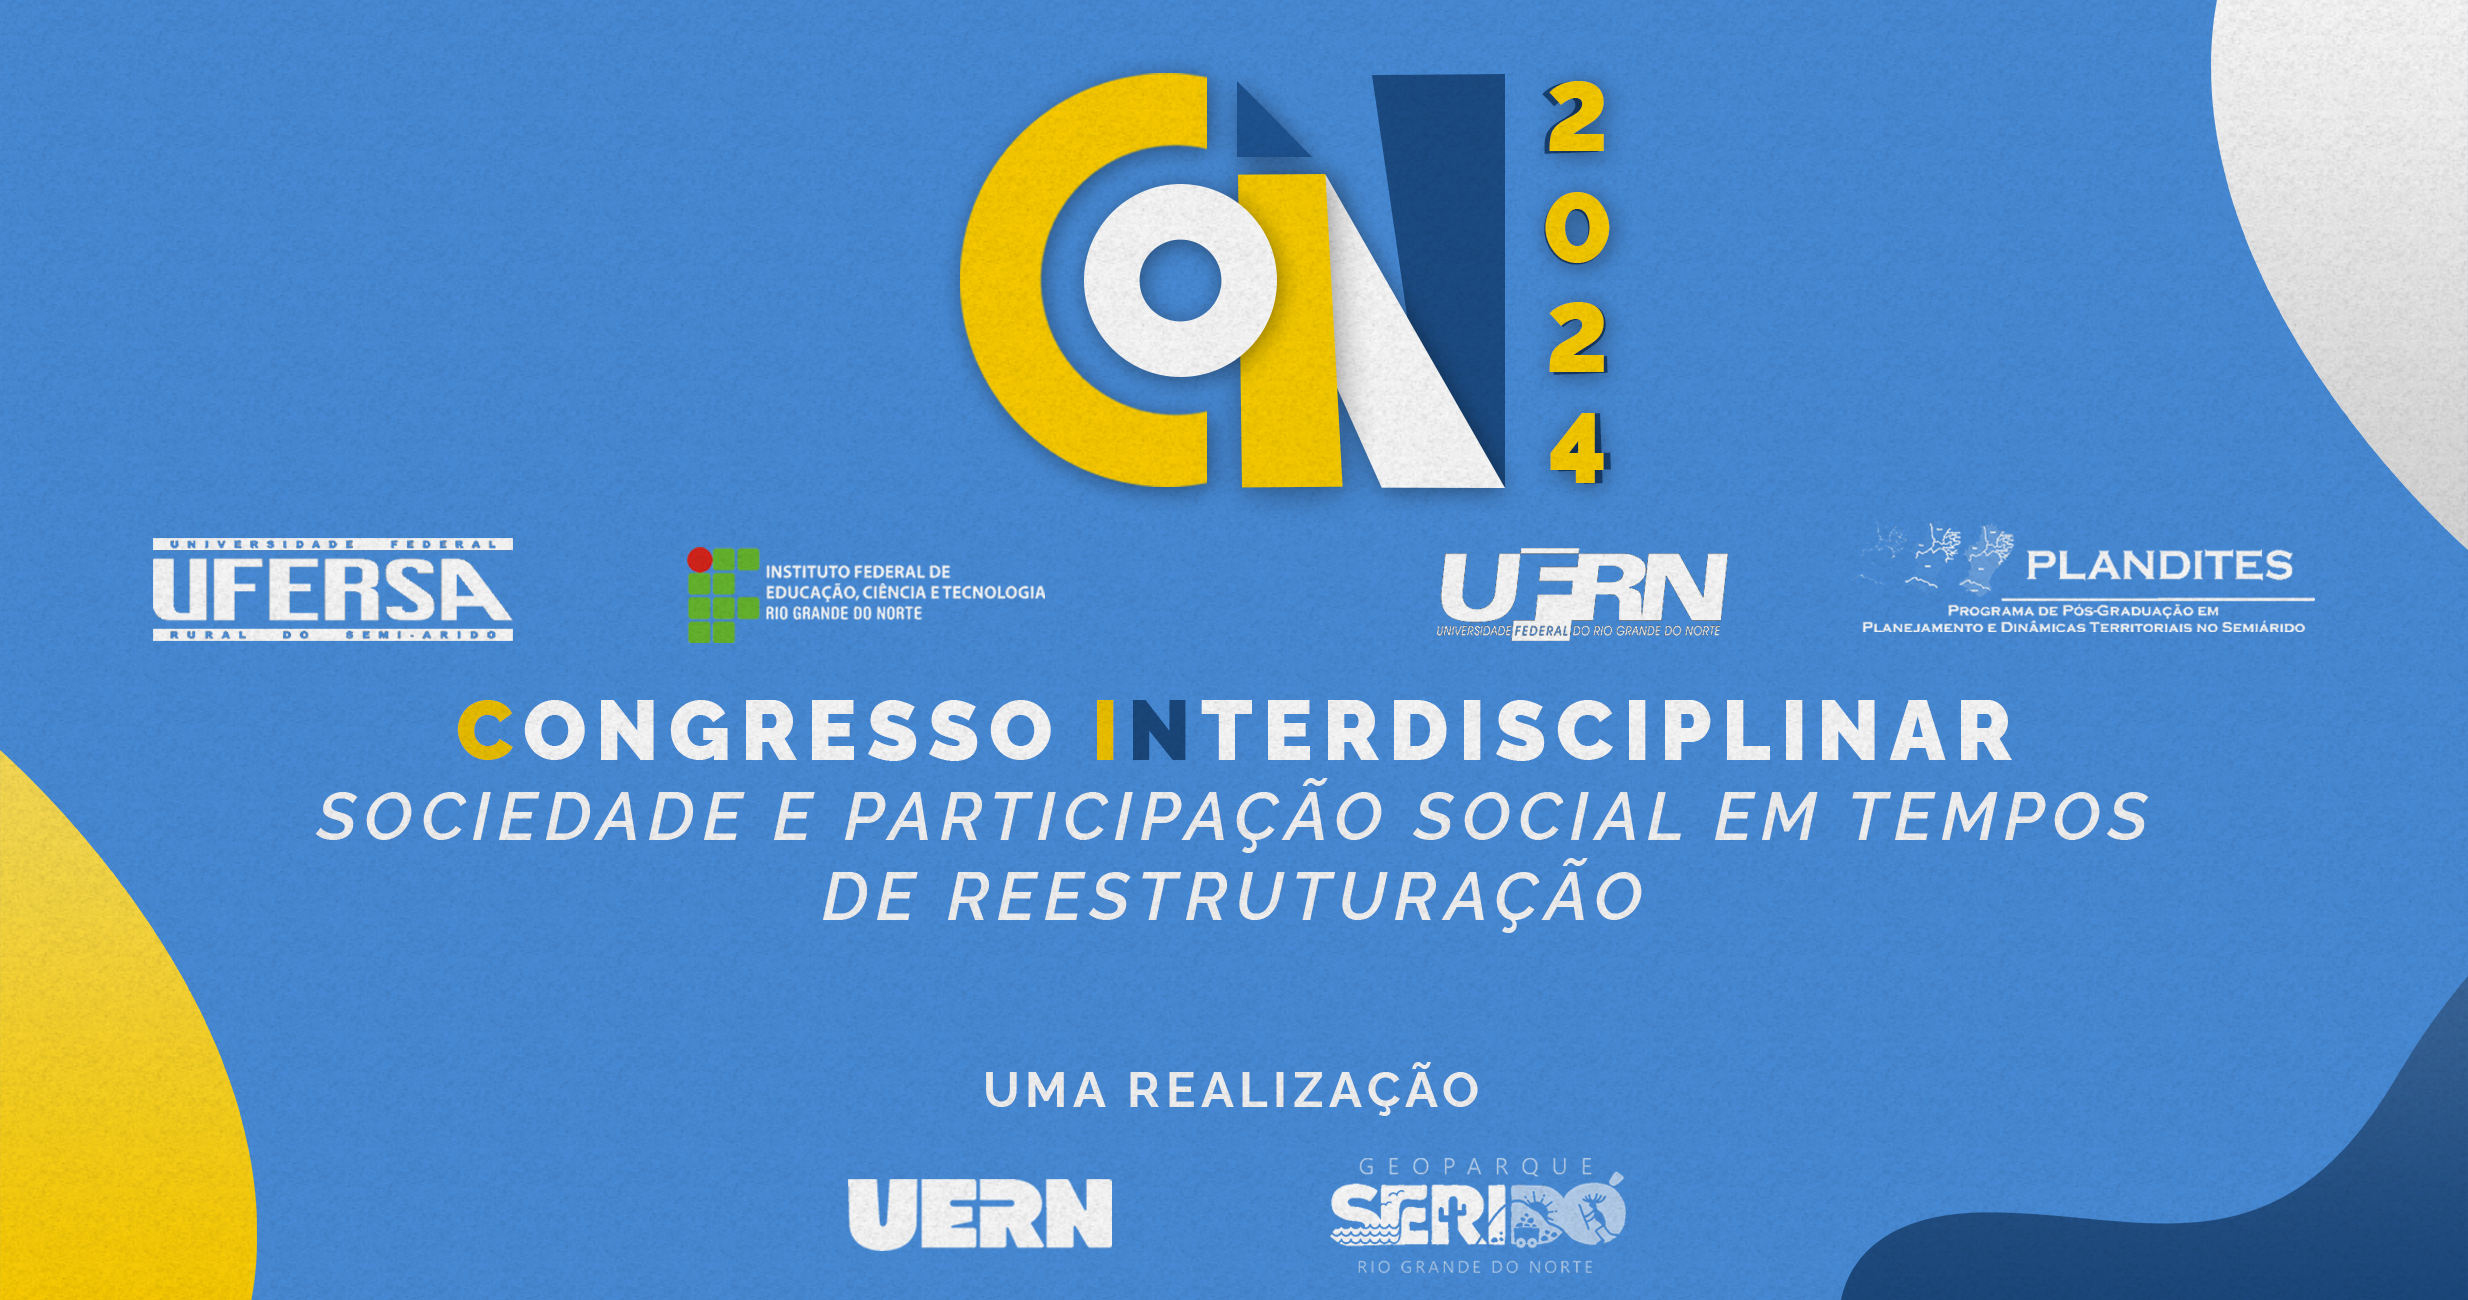 CoiN
2024
UNIVERSIDADE FEDERAL
UFERSA
RURAL DO SEMI-ARIDO
INSTITUTO FEDERAL DE
EDUCAÇÃO, CIÊNCIA E TECNOLOGIA
RIO GRANDE DO NORTE
UFRN
UNIVERSIDADE FEDERAL DO RIO GRANDE DO NORTE
PLANDITES
PROGRAMA DE PÓS-GRADUAÇÃO EM
PLANEJAMENTO E DINÂMICAS TERRITORIAIS NO SEMIÁRIDO
CONGRESSO INTERDISCIPLINAR
SOCIEDADE E PARTICIPAÇÃO SOCIAL EM TEMPOS
DE REESTRUTURAÇÃO
UMA REALIZAÇÃO
UERN
GEOPARQUE
SERIDÓ
RIO GRANDE DO NORTE